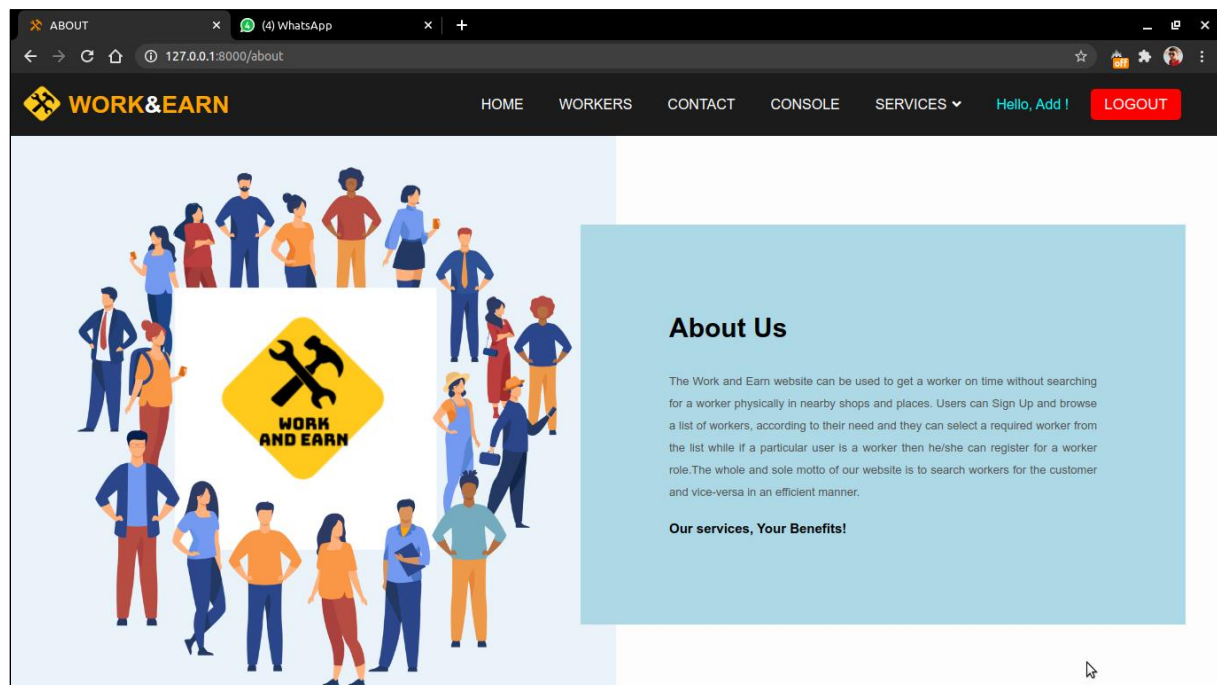 ABOUT
(4) WhatsApp
127.0.0.1:8000/about
off
WORK&EARN
HOME WORKERS CONTACT CONSOLE SERVICES Hello, Add ! LOGOUT
WORK
AND EARN
About Us
The Work and Earn website can be used to get a worker on time without searching
for a worker physically in nearby shops and places. Users can Sign Up and browse
a list of workers, according to their need and they can select a required worker from
the list while if a particular user is a worker then he/she can register for a worker
role.The whole and sole motto of our website is to search workers for the customer
and vice-versa in an efficient manner.
Our services, Your Benefits!